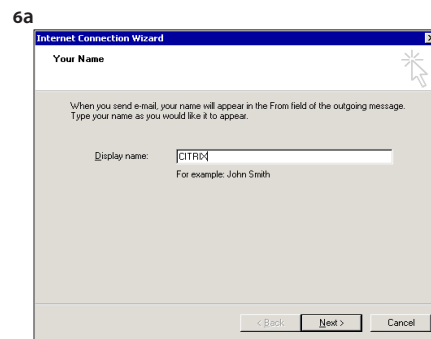 6a
Internet Connection Wizard
Your Name
When you send e-mail, your name will appear in the From field of the outgoing message.
Type your name as you would like it to appear.
Display name: CITRIX
For example: John Smith
< Back Next > Cancel